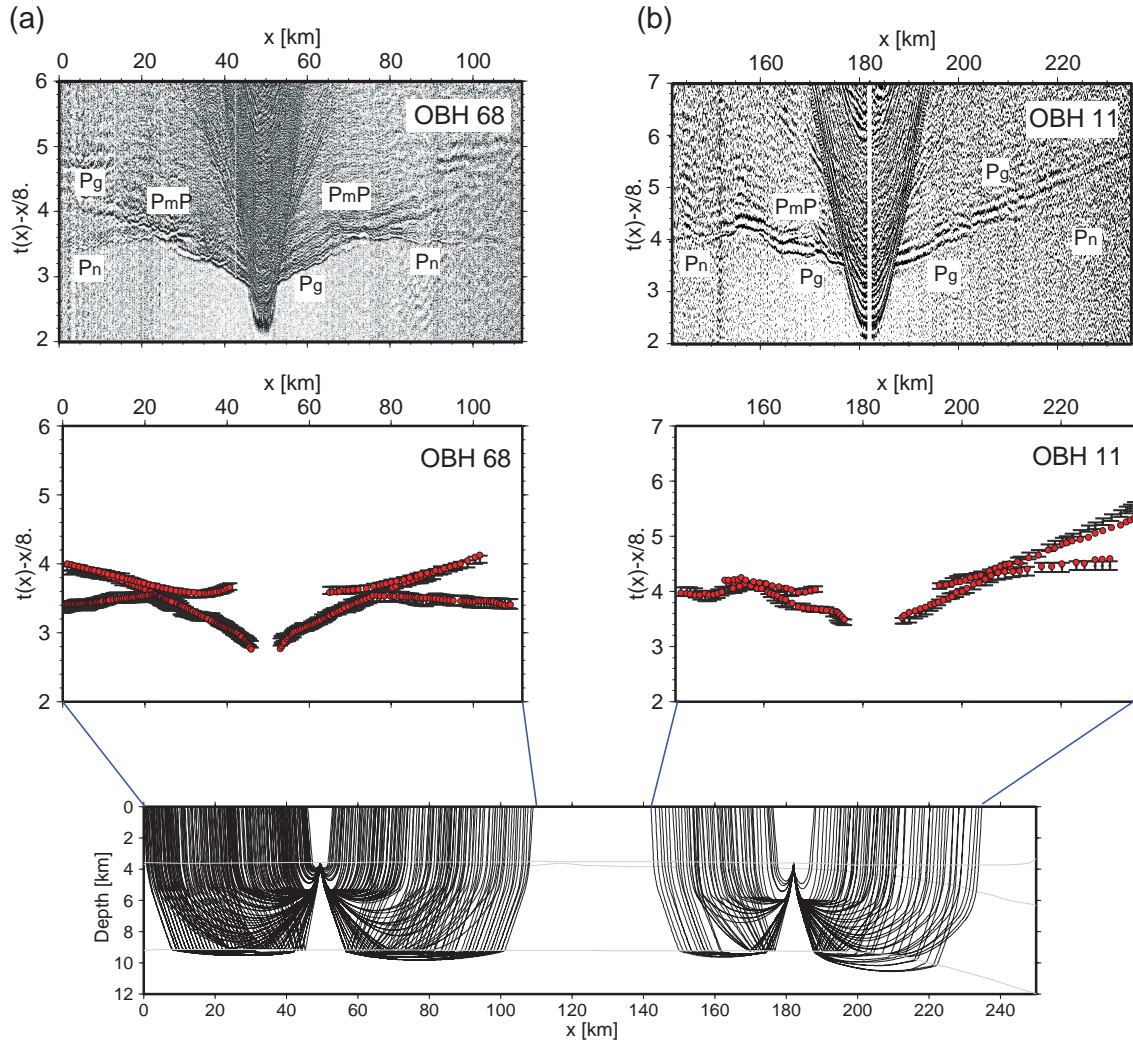 (a)
(b)
x [km]
x [km]
0 20 40 60 80 100
160 180 200 220
6
5
4
3
2
t(x)-x/8.
OBH 68
Pg
PmP
PmP
Pn
Pn
Pg
7
6
5
4
3
2
t(x)-x/8.
OBH 11
Pg
PmP
Pn
Pn
Pg
Pg
x [km]
x [km]
0 20 40 60 80 100
160 180 200 220
6
5
4
3
2
t(x)-x/8.
OBH 68
7
6
5
4
3
2
t(x)-x/8.
OBH 11
0
2
4
6
8
10
12
Depth [km]
0 20 40 60 80 100 120 140 160 180 200 220 240
x [km]